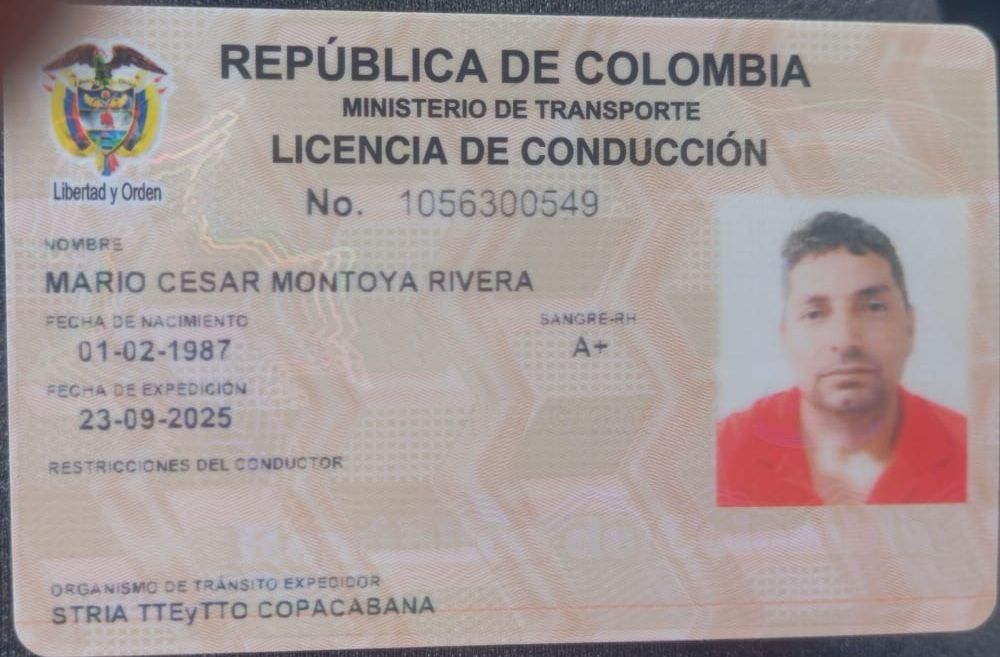 REPÚBLICA DE COLOMBIA
MINISTERIO DE TRANSPORTE
LICENCIA DE CONDUCCIÓN
Libertad y Orden
No. 1056300549
NOMBRE
MARIO CESAR MONTOYA RIVERA
FECHA DE NACIMIENTO
01-02-1987
SANGRE-RH
A+
FECHA DE EXPEDICIÓN
23-09-2025
RESTRICCIONES DEL CONDUCTOR
ORGANISMO DE TRÁNSITO EXPEDIDOR
STRIA TTEyTTO COPACABANA